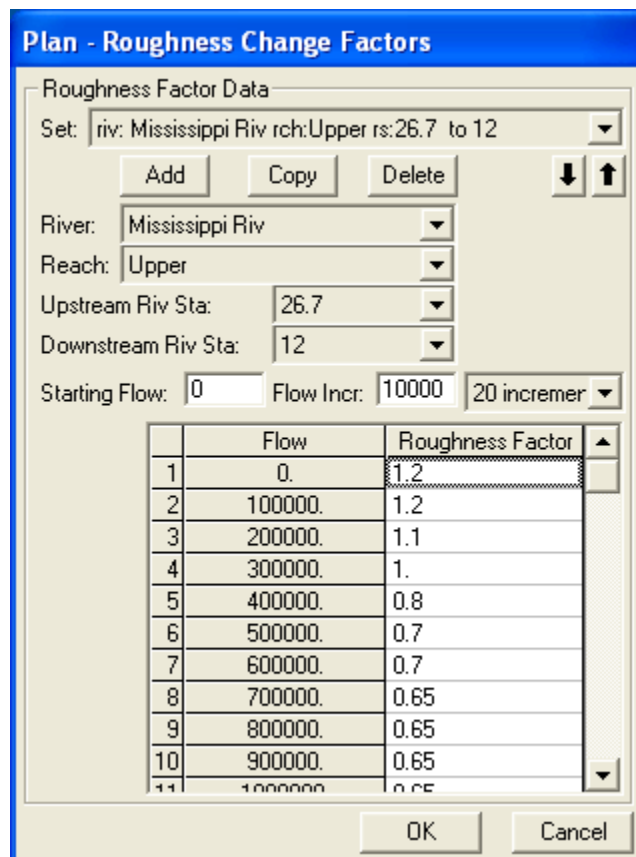 Plan - Roughness Change Factors
Roughness Factor Data
Set: riv: Mississippi Riv rch:Upper rs:26.7 to 12
Add Copy Delete
River: Mississippi Riv
Reach: Upper
Upstream Riv Sta: 26.7
Downstream Riv Sta: 12
Starting Flow: 0 Flow Incr: 10000 20 incremer
Flow Roughness Factor
1 0. 1.2
2 100000. 1.2
3 200000. 1.1
4 300000. 1.
5 400000. 0.8
6 500000. 0.7
7 600000. 0.7
8 700000. 0.65
9 800000. 0.65
10 900000. 0.65
11 1000000. 0.65
OK Cancel